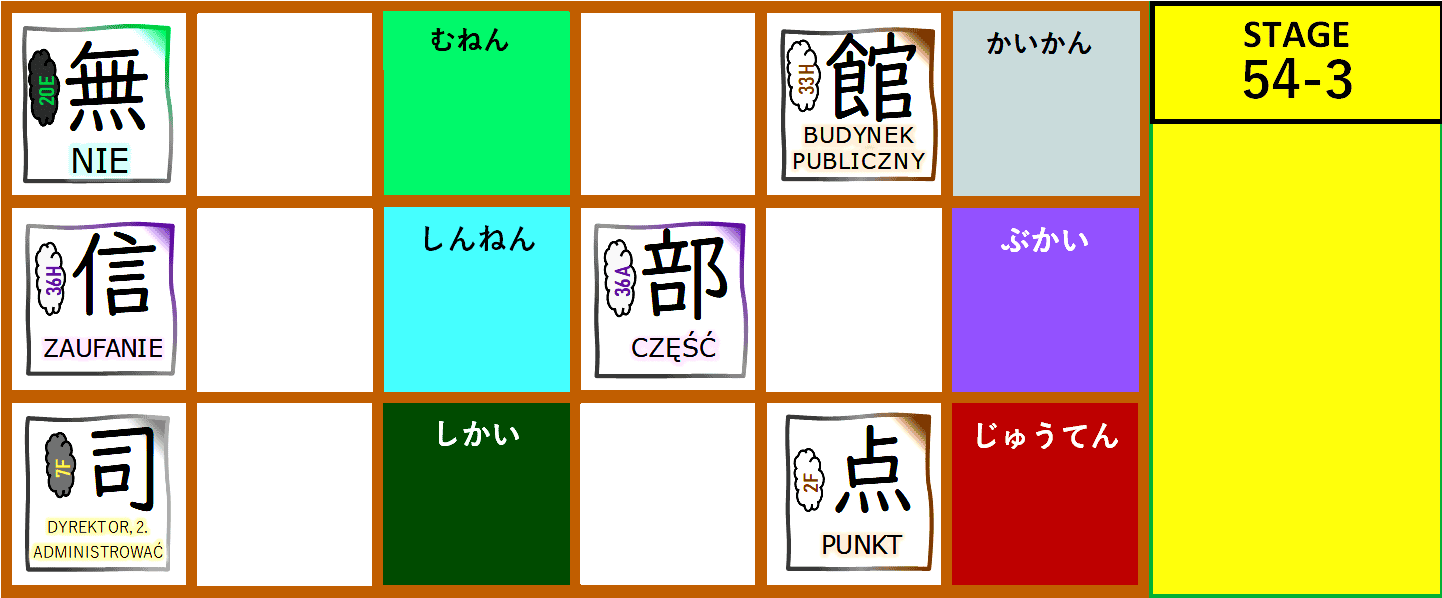 20E
無
NIE
むねん
33H
館
BUDYNEK
PUBLICZNY
かいかん
STAGE
54-3
36H
信
ZAUFANIE
しんねん
36A
部
CZĘŚĆ
ぶかい
7F
司
DYREKTOR, 2.
ADMINISTROWAĆ
しかい
2F
点
PUNKT
じゅうてん